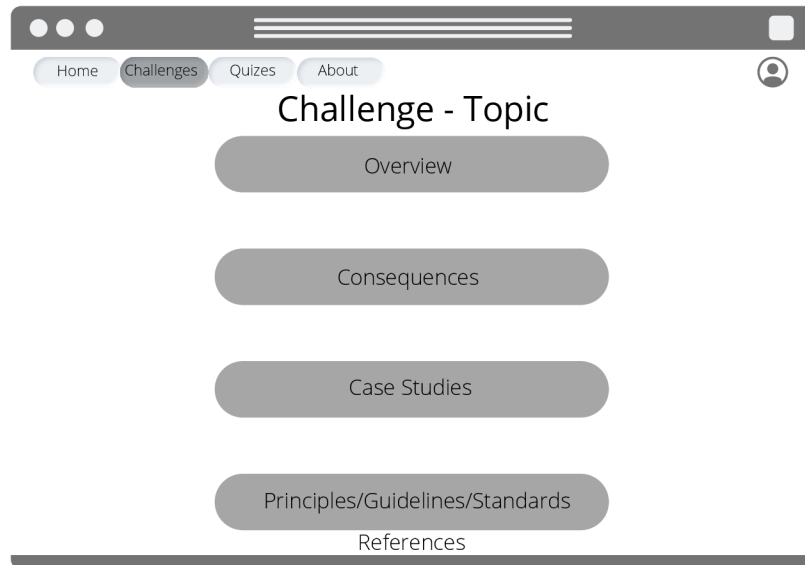 Home Challenges Quizes About
Challenge - Topic
Overview
Consequences
Case Studies
Principles/Guidelines/Standards
References